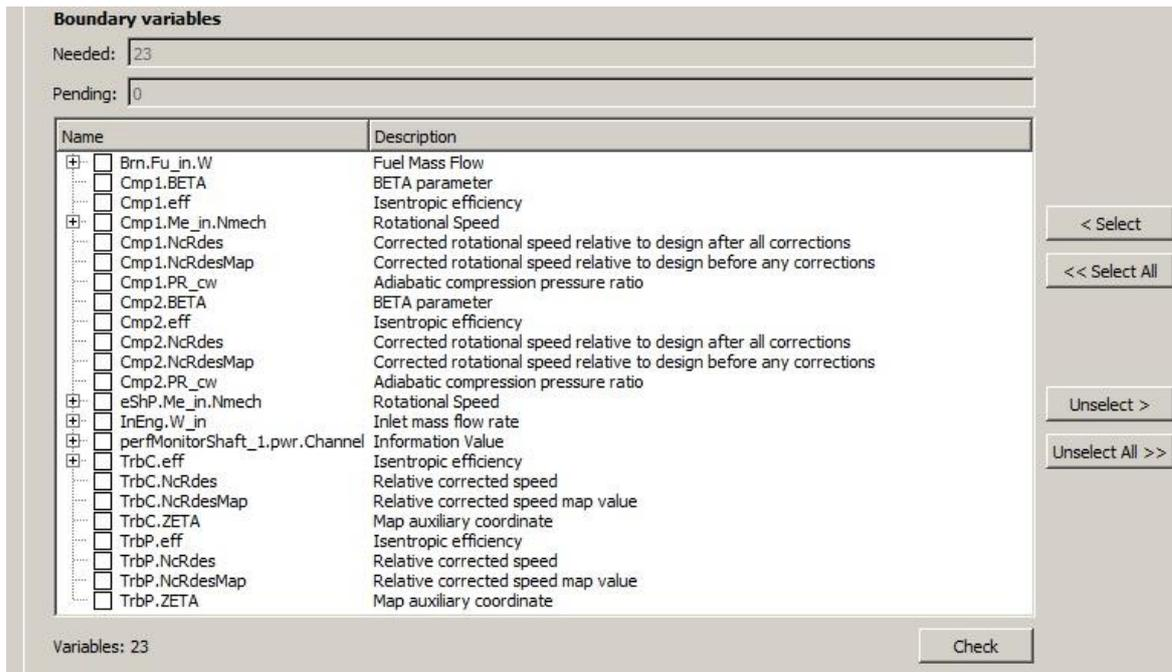 Boundary variables
Needed: 23
Pending: 0
Name Description
Brn.Fu_in.W Fuel Mass Flow
Cmp1.BETA BETA parameter
Cmp1.eff Isentropic efficiency
Cmp1.Me_in.Nmech Rotational Speed
Cmp1.NcRdes Corrected rotational speed relative to design after all corrections
Cmp1.NcRdesMap Corrected rotational speed relative to design before any corrections
Cmp1.PR_cw Adiabatic compression pressure ratio
Cmp2.BETA BETA parameter
Cmp2.eff Isentropic efficiency
Cmp2.NcRdes Corrected rotational speed relative to design after all corrections
Cmp2.NcRdesMap Corrected rotational speed relative to design before any corrections
Cmp2.PR_cw Adiabatic compression pressure ratio
eShP.Me_in.Nmech Rotational Speed
InEng.W_in Inlet mass flow rate
perfMonitorShaft_1.pwr.Channel Information Value
TrbC.eff Isentropic efficiency
TrbC.NcRdes Relative corrected speed
TrbC.NcRdesMap Relative corrected speed map value
TrbC.ZETA Map auxiliary coordinate
TrbP.eff Isentropic efficiency
TrbP.NcRdes Relative corrected speed
TrbP.NcRdesMap Relative corrected speed map value
TrbP.ZETA Map auxiliary coordinate
< Select
<< Select All
Unselect >
Unselect All >>
Variables: 23
Check